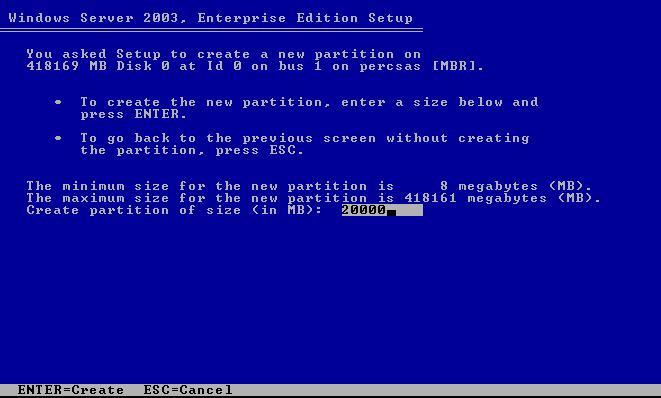 Windows Server 2003, Enterprise Edition Setup
You asked Setup to create a new partition on
418169 MB Disk 0 at Id 0 on bus 1 on percsas [MBR].
• To create the new partition, enter a size below and
press ENTER.
• To go back to the previous screen without creating
the partition, press ESC.
The minimum size for the new partition is 8 megabytes (MB).
The maximum size for the new partition is 418161 megabytes (MB).
Create partition of size (in MB): 20000
ENTER=Create ESC=Cancel